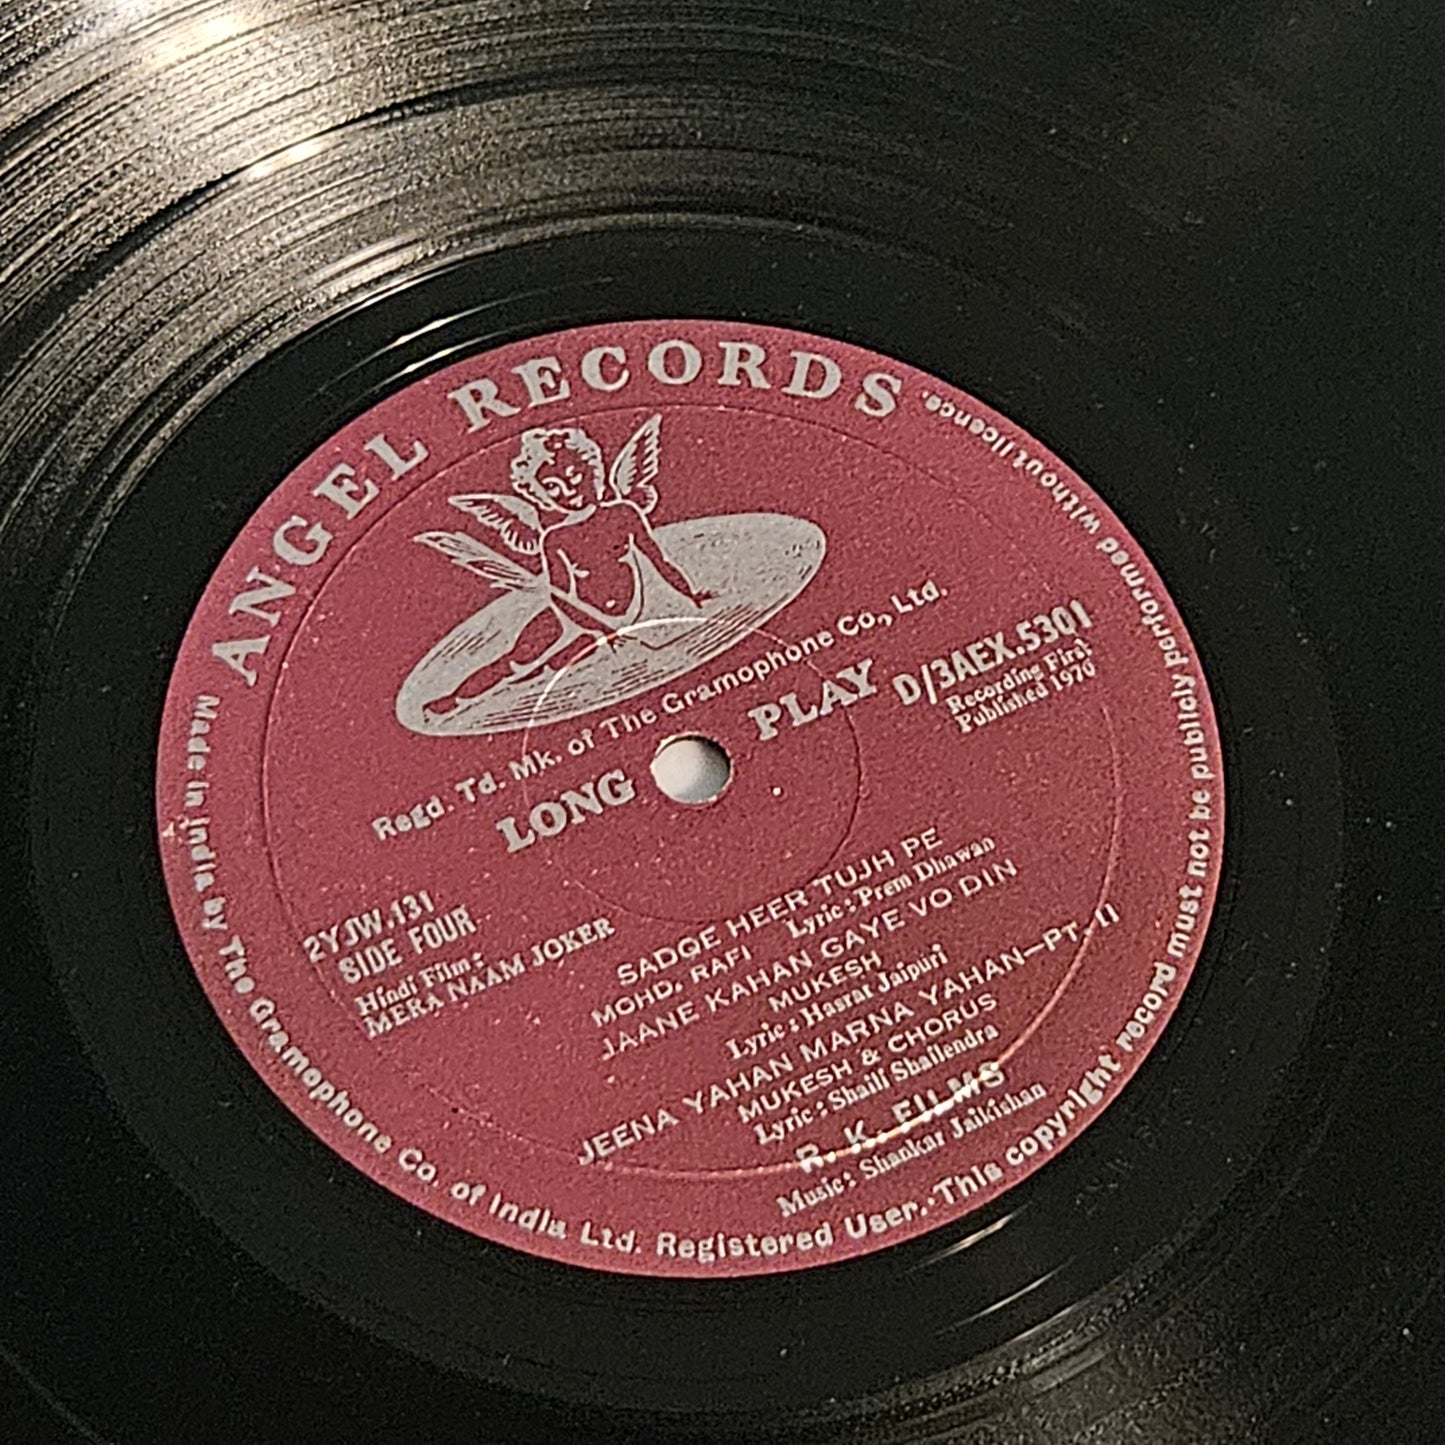 ANGEL RECORDS
Regd. Td. Mk. of The Gramophone Co., Ltd.
LONG PLAY
D/3AEX.5301
Recording First
Published 1970
2YJW.131
SIDE FOUR
Hindi Film:
MERA NAAM JOKER
SADQE HEER TUJH PE
MOHD. RAFI Lyric: Prem Dhawan
JAANE KAHAN GAYE VO DIN
MUKESH
Lyric: Hasrat Jaipuri
JEENA YAHAN MARNA YAHAN—PT. II
MUKESH & CHORUS
Lyric: Shaili Shailendra
R. K. FILMS
Music: Shankar Jaikishan
Made in India by The Gramophone Co. of India Ltd. Registered User. This copyright record must not be publicly performed without licence.